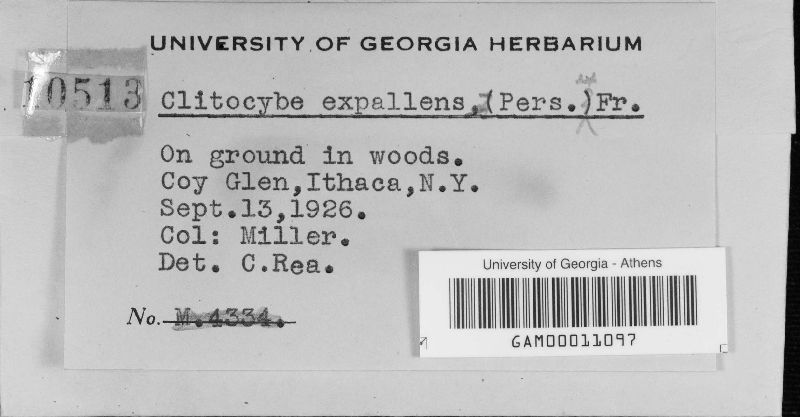 UNIVERSITY OF GEORGIA HERBARIUM
10513
Clitocybe expallens, (Pers.) Fr.
On ground in woods.
Coy Glen,Ithaca,N.Y.
Sept.13,1926.
Col: Miller.
Det. C.Rea.
No. M.4334.
University of Georgia - Athens
GAM00011097